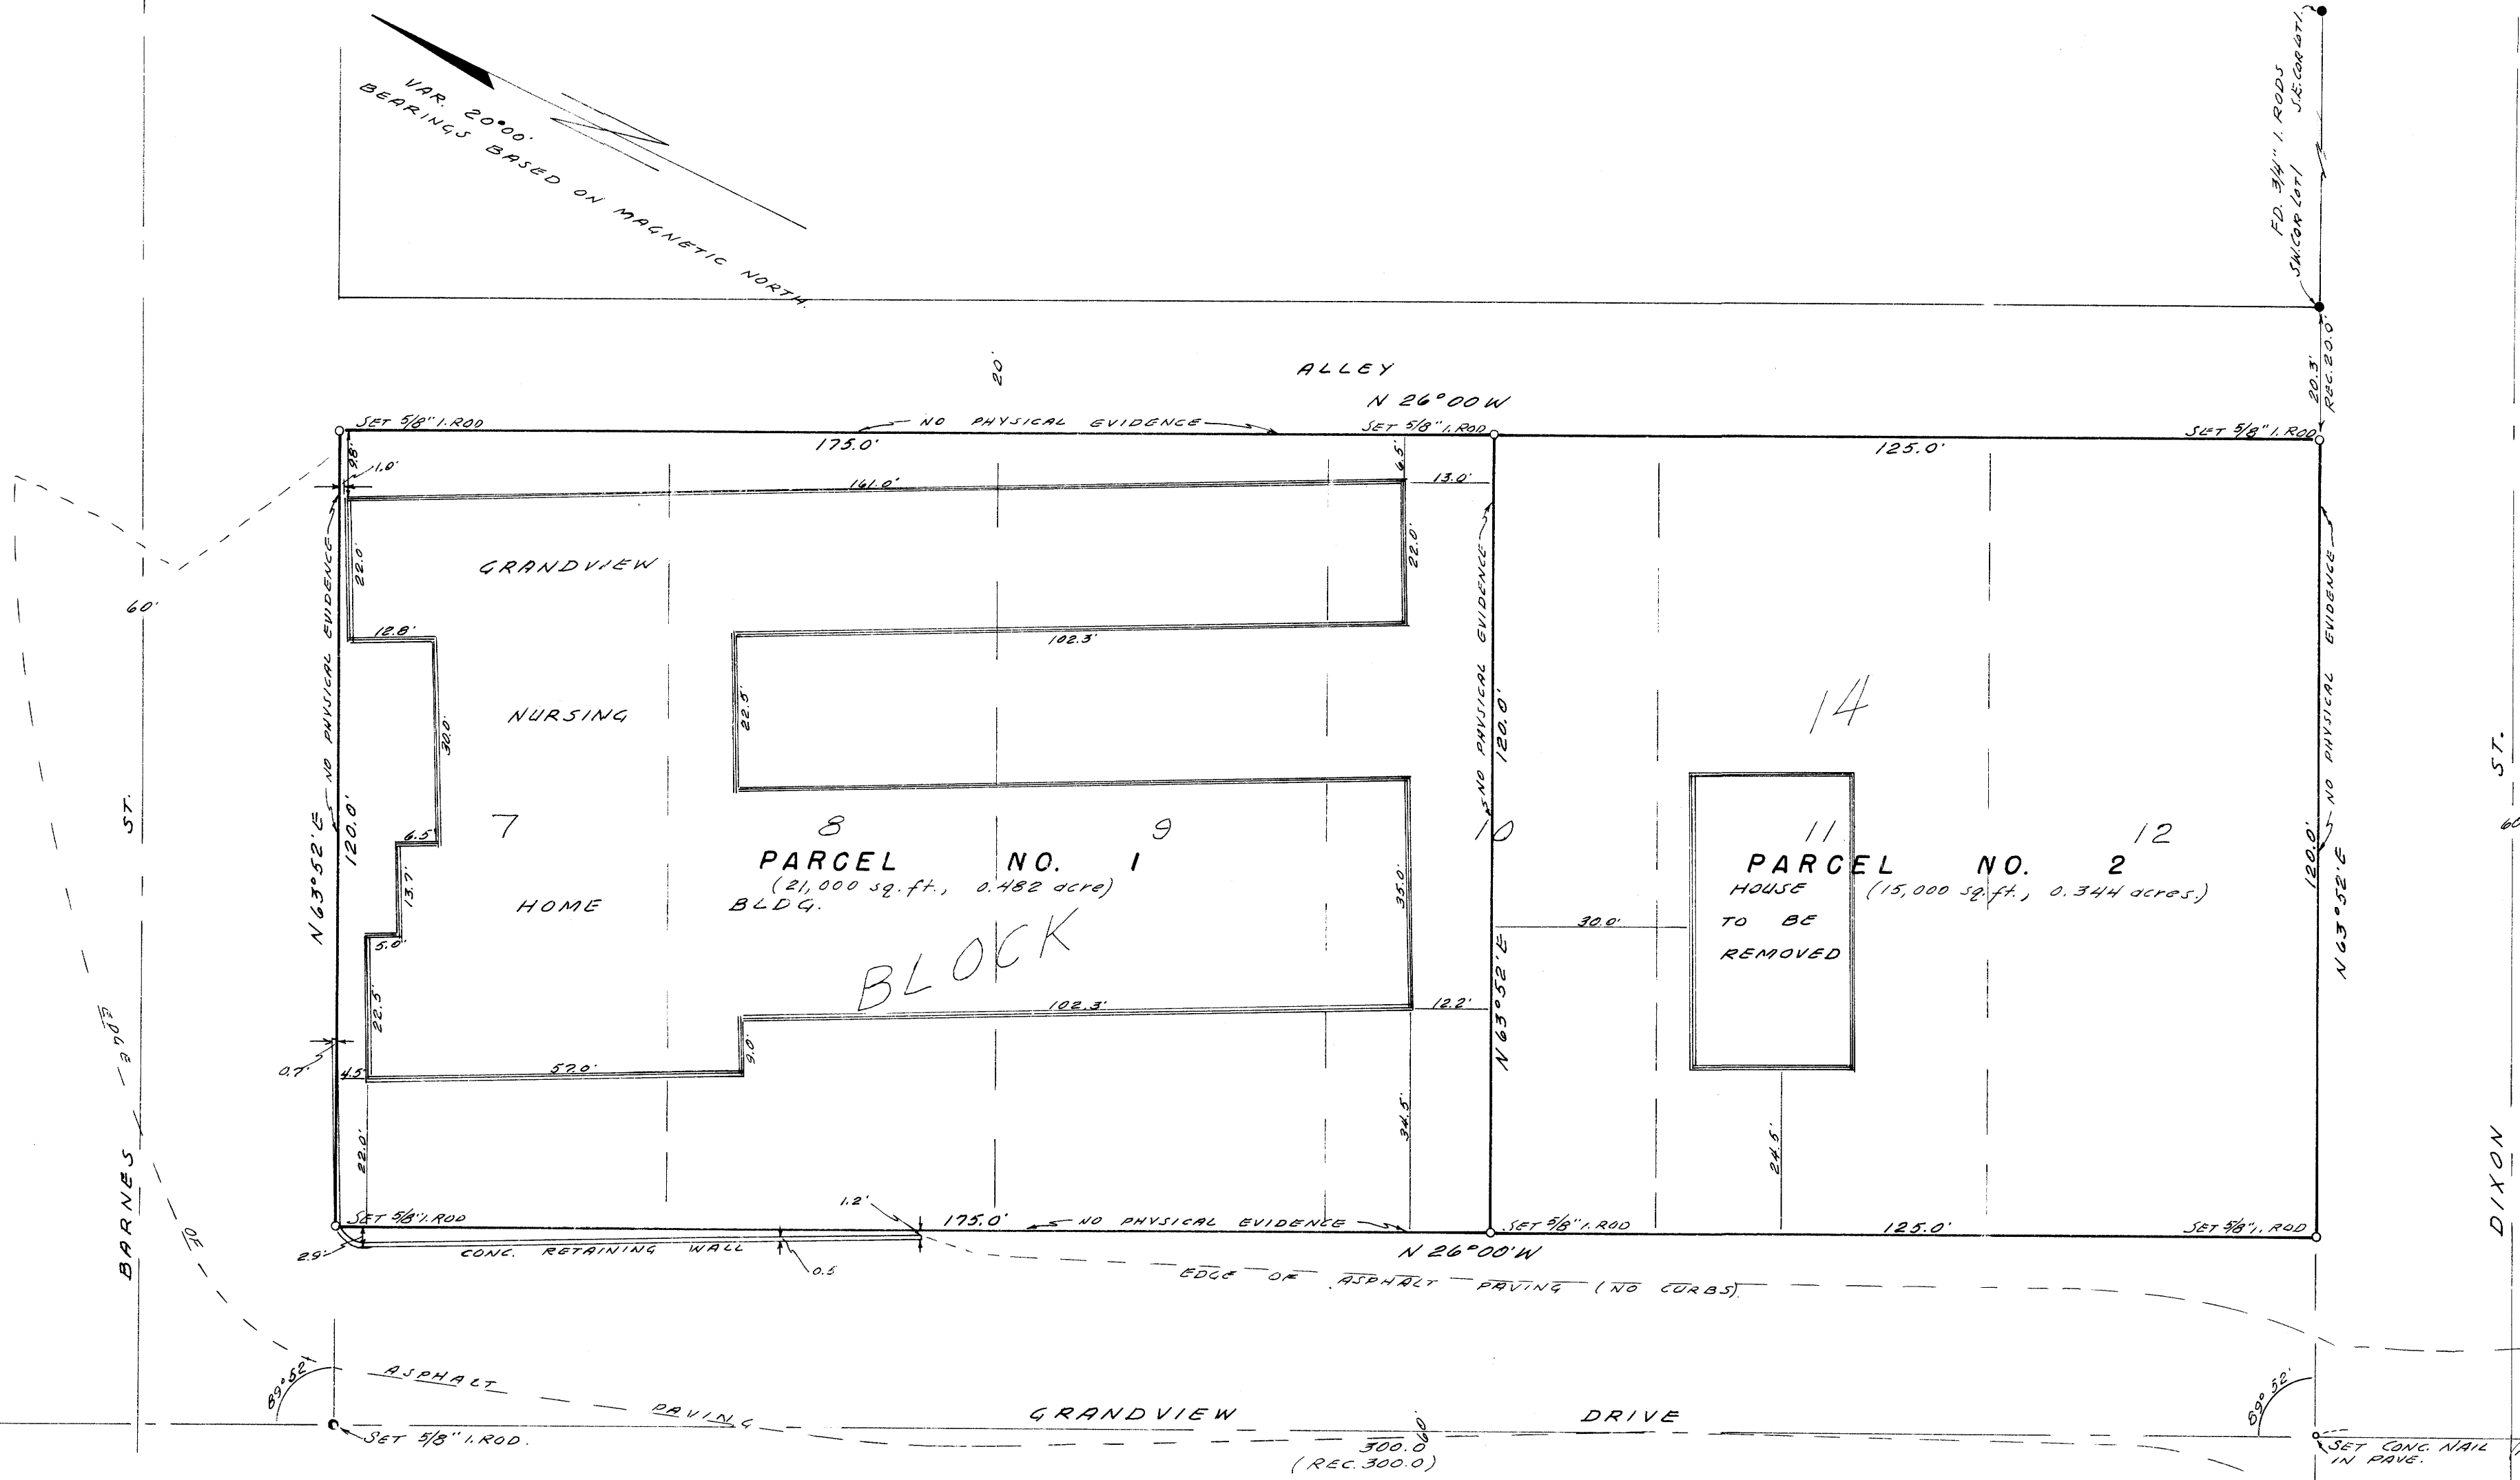 VAR. 20°00'
BEARINGS BASED ON MAGNETIC NORTH.
FD. 3/4" I. RODS
SW. COR LOT 1 S.E. COR LOT 1.
20.3'
REC. 20.0'
20'
ALLEY
N 26°00 W
SET 5/8" I. ROD
NO PHYSICAL EVIDENCE
SET 5/8" I. ROD
SET 5/8" I. ROD
175.0'
125.0'
9.8'
1.0'
161.0'
6.5'
13.0'
22.0'
22.0'
GRANDVIEW
NURSING
HOME
BLDG.
12.8'
102.3'
30.0'
22.5'
6.5'
13.7'
5.0'
22.5'
35.0'
102.3'
12.2'
9.0'
57.0'
4.5'
0.7'
22.0'
34.5'
NO PHYSICAL EVIDENCE
N 63°52' E
120.0'
NO PHYSICAL EVIDENCE
120.0'
N 63°52' E
NO PHYSICAL EVIDENCE
120.0'
N 63°52' E
7
8
9
10
11
12
PARCEL NO. 1
(21,000 sq. ft., 0.482 acre)
BLOCK
14
PARCEL NO. 2
(15,000 sq. ft., 0.344 acres.)
HOUSE
TO BE
REMOVED
30.0'
24.5'
60'
BARNES ST.
EDGE
OF
ASPHALT
PAVING
DIXON ST.
60
SET 5/8" I. ROD
1.2'
175.0'
NO PHYSICAL EVIDENCE
SET 5/8" I. ROD
125.0'
SET 5/8" I. ROD
2.9'
CONC. RETAINING WALL
0.5
N 26°00' W
EDGE OF ASPHALT PAVING (NO CURBS)
89°52'
89°52'
SET 5/8" I. ROD.
GRANDVIEW DRIVE
60'
300.0
(REC. 300.0)
SET CONC. NAIL
IN PAVE.